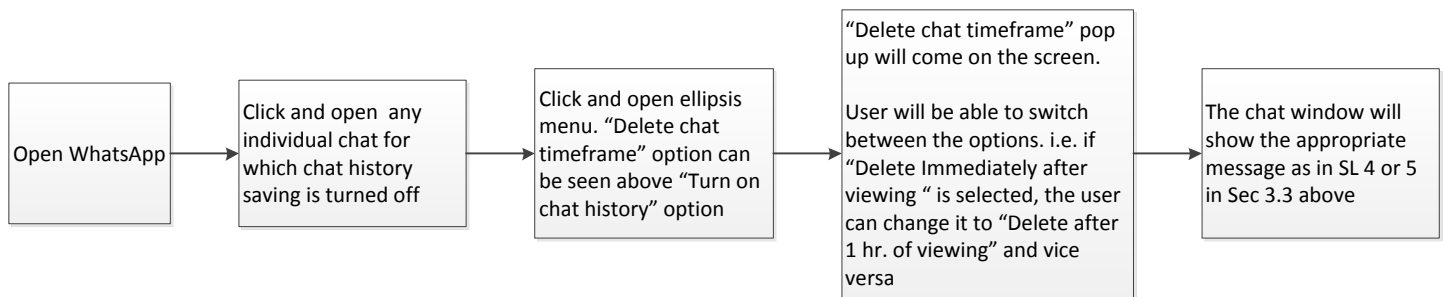 Open WhatsApp
Click and open  any
individual chat for
which chat history
saving is turned off
Click and open ellipsis
menu. “Delete chat
timeframe” option can
be seen above “Turn on
chat history” option
“Delete chat timeframe” pop
up will come on the screen.
User will be able to switch
between the options. i.e. if
“Delete Immediately after
viewing “ is selected, the user
can change it to “Delete after
1 hr. of viewing” and vice
versa
The chat window will
show the appropriate
message as in SL 4 or 5
in Sec 3.3 above